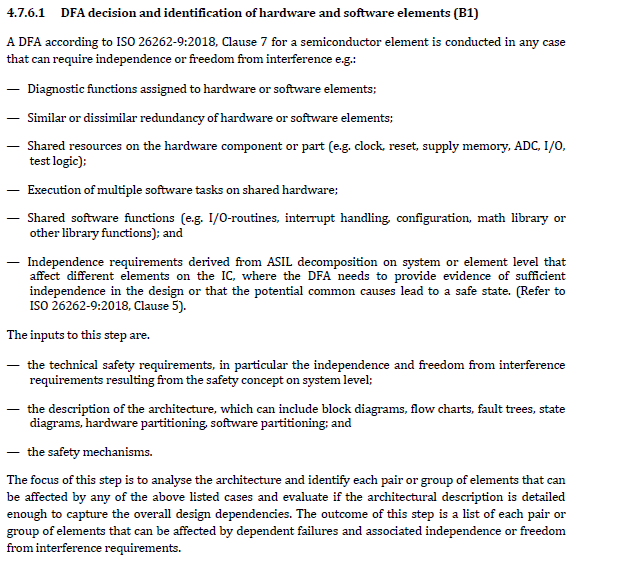 4.7.6.1 DFA decision and identification of hardware and software elements (B1)
A DFA according to ISO 26262-9:2018, Clause 7 for a semiconductor element is conducted in any case
that can require independence or freedom from interference e.g.:
— Diagnostic functions assigned to hardware or software elements;
— Similar or dissimilar redundancy of hardware or software elements;
— Shared resources on the hardware component or part (e.g. clock, reset, supply memory, ADC, I/O,
test logic);
— Execution of multiple software tasks on shared hardware;
— Shared software functions (e.g. I/O-routines, interrupt handling, configuration, math library or
other library functions); and
— Independence requirements derived from ASIL decomposition on system or element level that
affect different elements on the IC, where the DFA needs to provide evidence of sufficient
independence in the design or that the potential common causes lead to a safe state. (Refer to
ISO 26262-9:2018, Clause 5).
The inputs to this step are.
— the technical safety requirements, in particular the independence and freedom from interference
requirements resulting from the safety concept on system level;
— the description of the architecture, which can include block diagrams, flow charts, fault trees, state
diagrams, hardware partitioning, software partitioning; and
— the safety mechanisms.
The focus of this step is to analyse the architecture and identify each pair or group of elements that can
be affected by any of the above listed cases and evaluate if the architectural description is detailed
enough to capture the overall design dependencies. The outcome of this step is a list of each pair or
group of elements that can be affected by dependent failures and associated independence or freedom
from interference requirements.